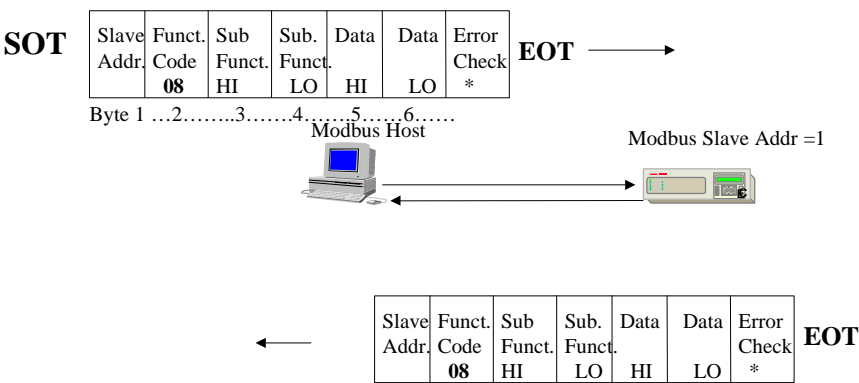 SOT
Slave Funct. Sub Sub. Data Data Error
Addr. Code Funct. Funct. Check
08 HI LO HI LO *
EOT
Byte 1 …2……..3…….4…….5……6……
Modbus Host
Modbus Slave Addr =1
Slave Funct. Sub Sub. Data Data Error
Addr. Code Funct. Funct. Check
08 HI LO HI LO *
EOT